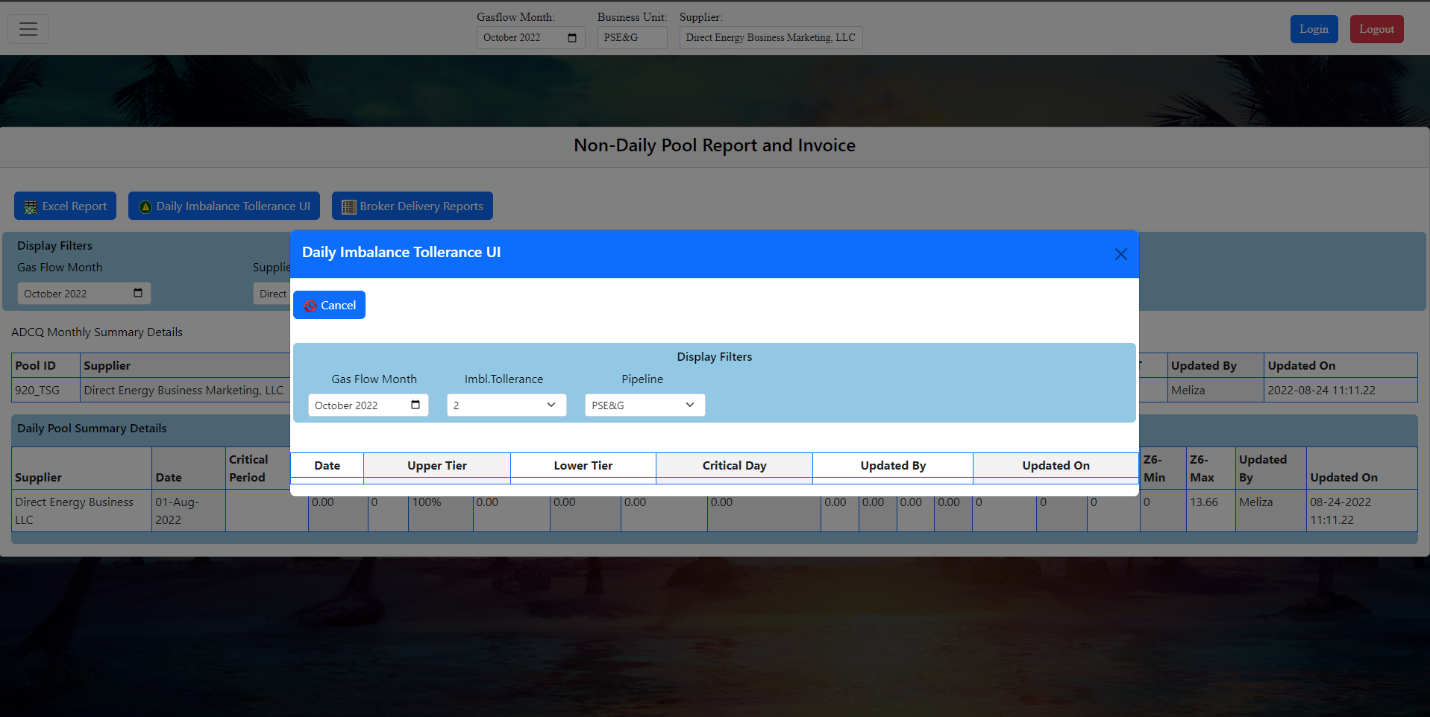 Gasflow Month: Business Unit: Supplier:
October 2022 PSE&G Direct Energy Business Marketing, LLC Login Logout
Non-Daily Pool Report and Invoice
Excel Report Daily Imbalance Tollerance UI Broker Delivery Reports
Display Filters
Gas Flow Month Supplie
October 2022 Direct
ADCQ Monthly Summary Details
Pool ID Supplier Updated By Updated On
920_TSG Direct Energy Business Marketing, LLC Meliza 2022-08-24 11:11.22
Daily Imbalance Tollerance UI
Cancel
Display Filters
Gas Flow Month Imbl.Tollerance Pipeline
October 2022 2 PSE&G
Date Upper Tier Lower Tier Critical Day Updated By Updated On
Daily Pool Summary Details
Critical Z6- Z6- Updated
Supplier Date Period Min Max By Updated On
Direct Energy Business 01-Aug- 0.00 0 100% 0.00 0.00 0 0.00 0.00 0.00 0.00 0.00 0 0 0 0 13.66 Meliza 08-24-2022
LLC 2022 11:11.22